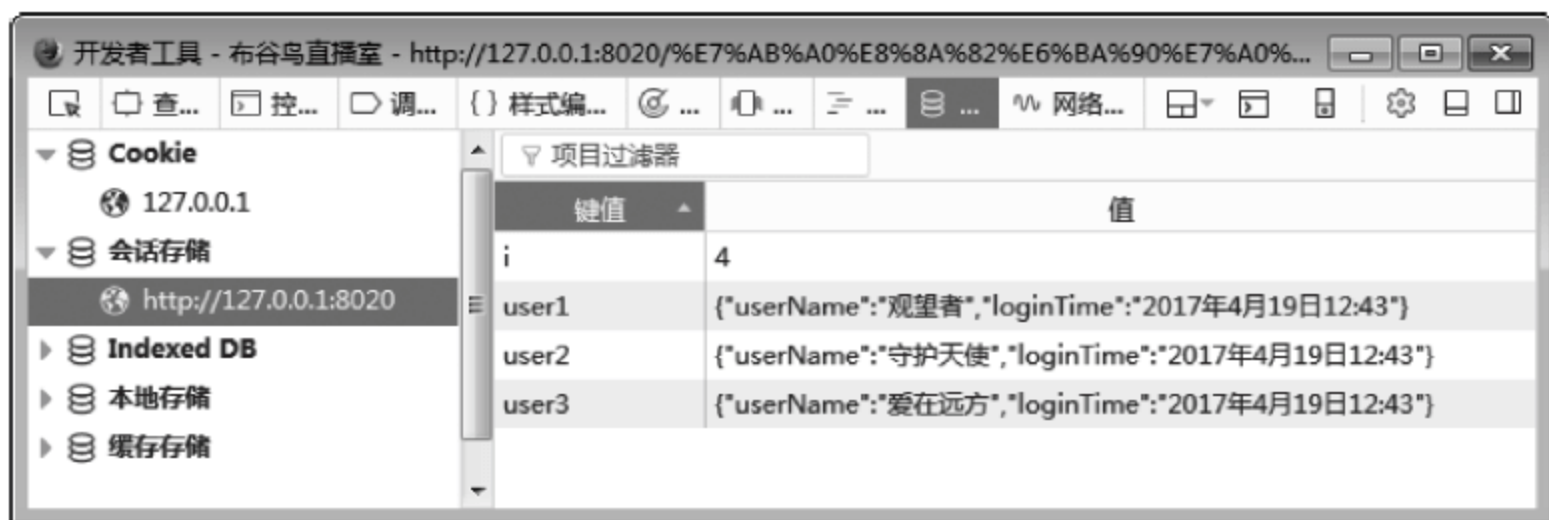 开发者工具 - 布谷鸟直播室 - http://127.0.0.1:8020/%E7%AB%A0%E8%8A%82%E6%BA%90%E7%A0%...
查... 控... 调... { } 样式编... ... ... ... ... 网络...
Cookie
127.0.0.1
会话存储
http://127.0.0.1:8020
Indexed DB
本地存储
缓存存储
项目过滤器
键值 值
i 4
user1 {"userName":"观望者","loginTime":"2017年4月19日12:43"}
user2 {"userName":"守护天使","loginTime":"2017年4月19日12:43"}
user3 {"userName":"爱在远方","loginTime":"2017年4月19日12:43"}